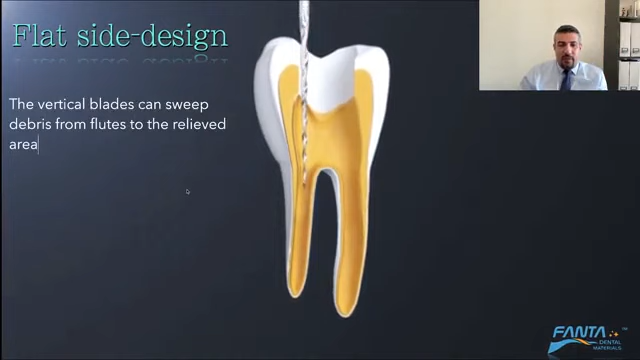 Flat side-design
The vertical blades can sweep
debris from flutes to the relieved
area
FANTA
DENTAL
MATERIALS